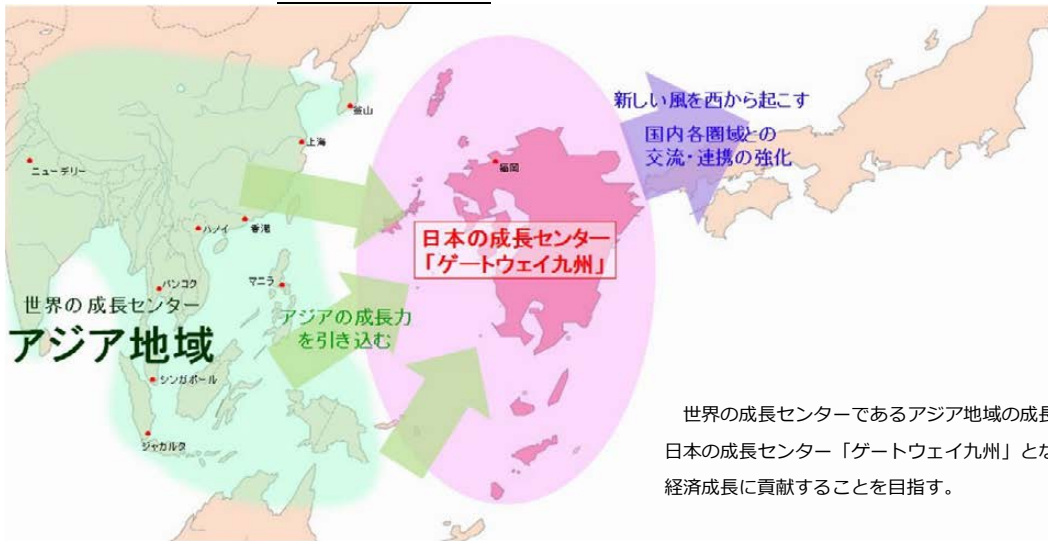 新しい風を西から起こす
国内各圏域との
交流・連携の強化
釜山
上海
ニューデリー
福岡
ハノイ
香港
日本の成長センター
「ゲートウェイ九州」
バンコク
マニラ
世界の成長センター
アジア地域
アジアの成長力
を引き込む
シンガポール
ジャカルタ
世界の成長センターであるアジア地域の成長
日本の成長センター「ゲートウェイ九州」とな
経済成長に貢献することを目指す。